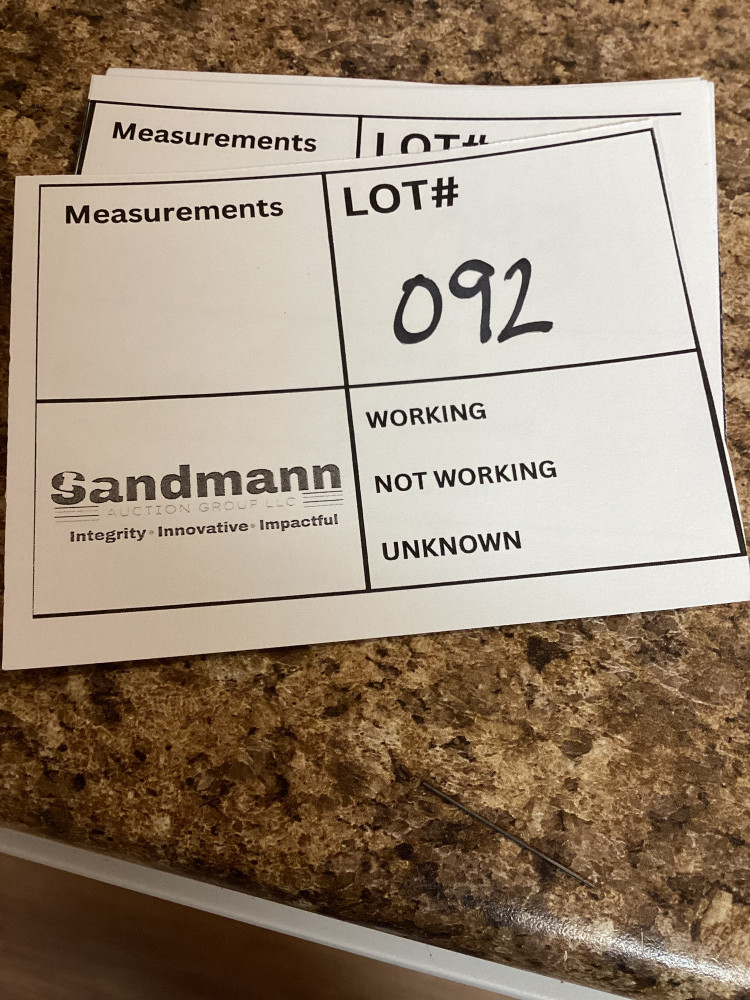 Measurements
LOT#
Measurements
LOT#
092
WORKING
NOT WORKING
UNKNOWN
Sandmann
AUCTION GROUP LLC
Integrity • Innovative • Impactful